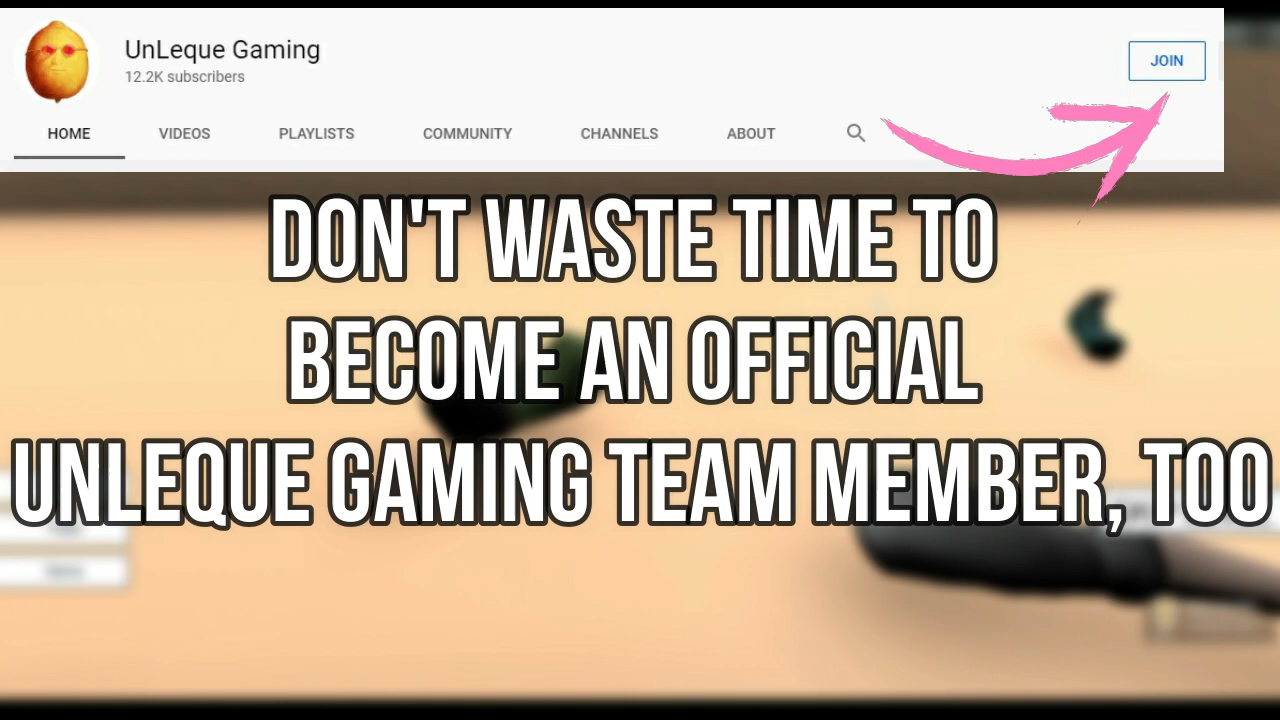 UnLeque Gaming
12.2K subscribers
JOIN
HOME VIDEOS PLAYLISTS COMMUNITY CHANNELS ABOUT
DON'T WASTE TIME TO
BECOME AN OFFICIAL
UNLEQUE GAMING TEAM MEMBER, TOO